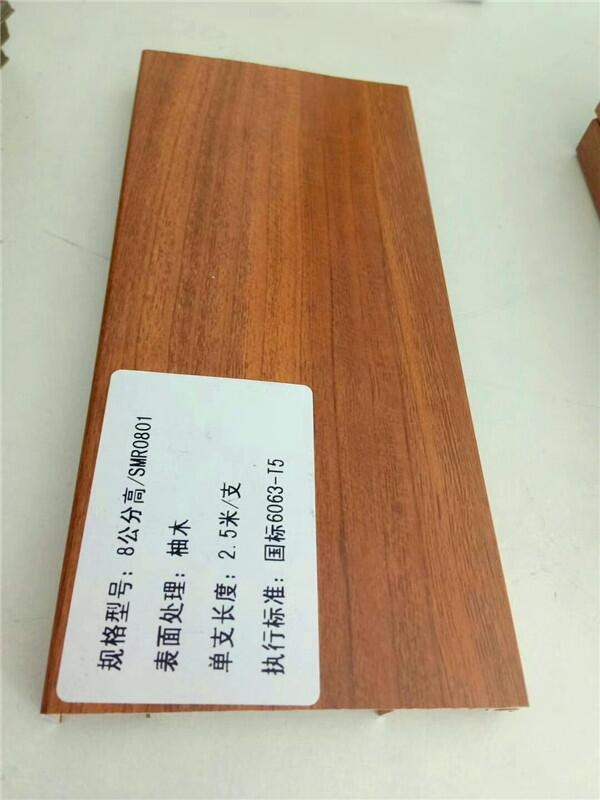 规格型号：8公分高/SMR0801
表面处理：柚木
单支长度：2.5米/支
执行标准：国标6063-T5